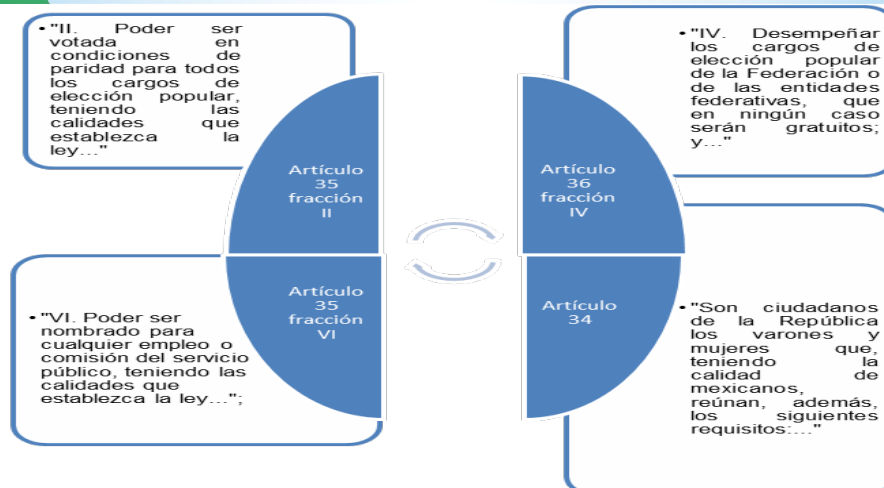 • "II. Poder ser
votada en
condiciones de
paridad para todos
los cargos de
elección popular,
teniendo las
calidades que
establezca la
ley..."
Artículo
35
fracción
II
• "IV. Desempeñar
los cargos de
elección popular
de la Federación o
de las entidades
federativas, que
en ningún caso
serán gratuitos;
y..."
Artículo
36
fracción
IV
• "VI. Poder ser
nombrado para
cualquier empleo o
comisión del servicio
público, teniendo las
calidades que
establezca la ley...";
Artículo
35
fracción
VI
• "Son ciudadanos
de la República
los varones y
mujeres que,
teniendo la
calidad de
mexicanos,
reúnan, además,
los siguientes
requisitos:..."
Artículo
34